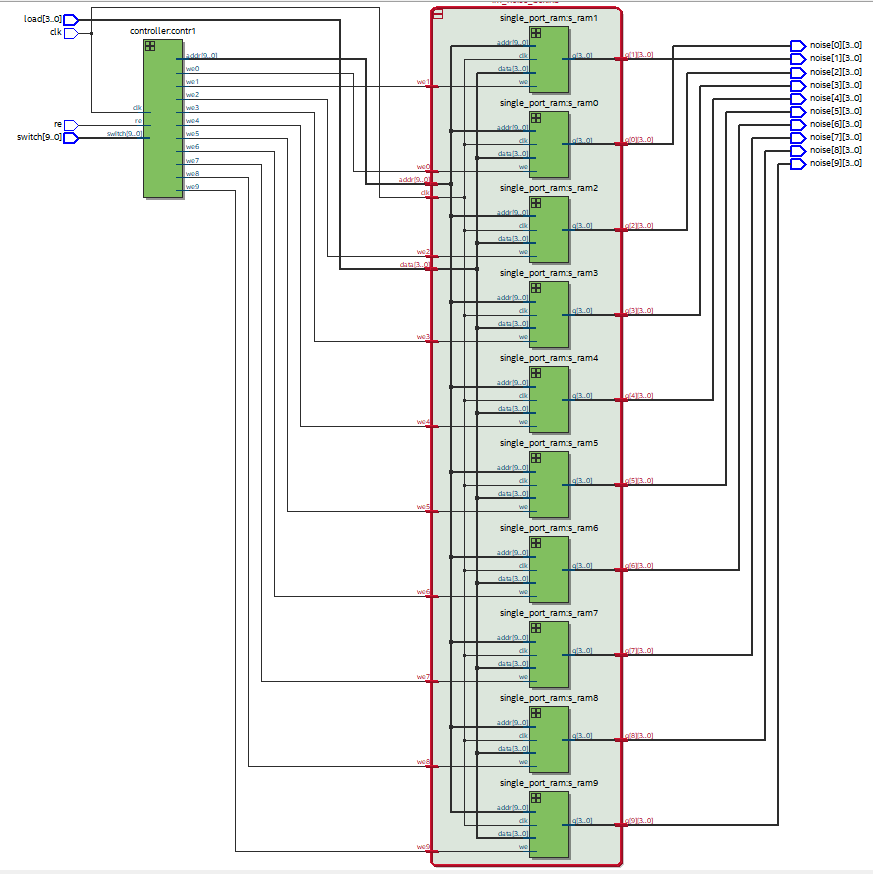 load[3..0]
clk
re
switch[9..0]
controller:contr1
clk
re
switch[9..0]
addr[9..0]
we0
we1
we2
we3
we4
we5
we6
we7
we8
we9
we1
we0
addr[9..0]
clk
we2
data[3..0]
we3
we4
we5
we6
we7
we8
we9
single_port_ram:s_ram1
addr[9..0]
clk
data[3..0]
we
q[3..0]
q[1][3..0]
single_port_ram:s_ram0
addr[9..0]
clk
data[3..0]
we
q[3..0]
q[0][3..0]
single_port_ram:s_ram2
addr[9..0]
clk
data[3..0]
we
q[3..0]
q[2][3..0]
single_port_ram:s_ram3
addr[9..0]
clk
data[3..0]
we
q[3..0]
q[3][3..0]
single_port_ram:s_ram4
addr[9..0]
clk
data[3..0]
we
q[3..0]
q[4][3..0]
single_port_ram:s_ram5
addr[9..0]
clk
data[3..0]
we
q[3..0]
q[5][3..0]
single_port_ram:s_ram6
addr[9..0]
clk
data[3..0]
we
q[3..0]
q[6][3..0]
single_port_ram:s_ram7
addr[9..0]
clk
data[3..0]
we
q[3..0]
q[7][3..0]
single_port_ram:s_ram8
addr[9..0]
clk
data[3..0]
we
q[3..0]
q[8][3..0]
single_port_ram:s_ram9
addr[9..0]
clk
data[3..0]
we
q[3..0]
q[9][3..0]
noise[0][3..0]
noise[1][3..0]
noise[2][3..0]
noise[3][3..0]
noise[4][3..0]
noise[5][3..0]
noise[6][3..0]
noise[7][3..0]
noise[8][3..0]
noise[9][3..0]